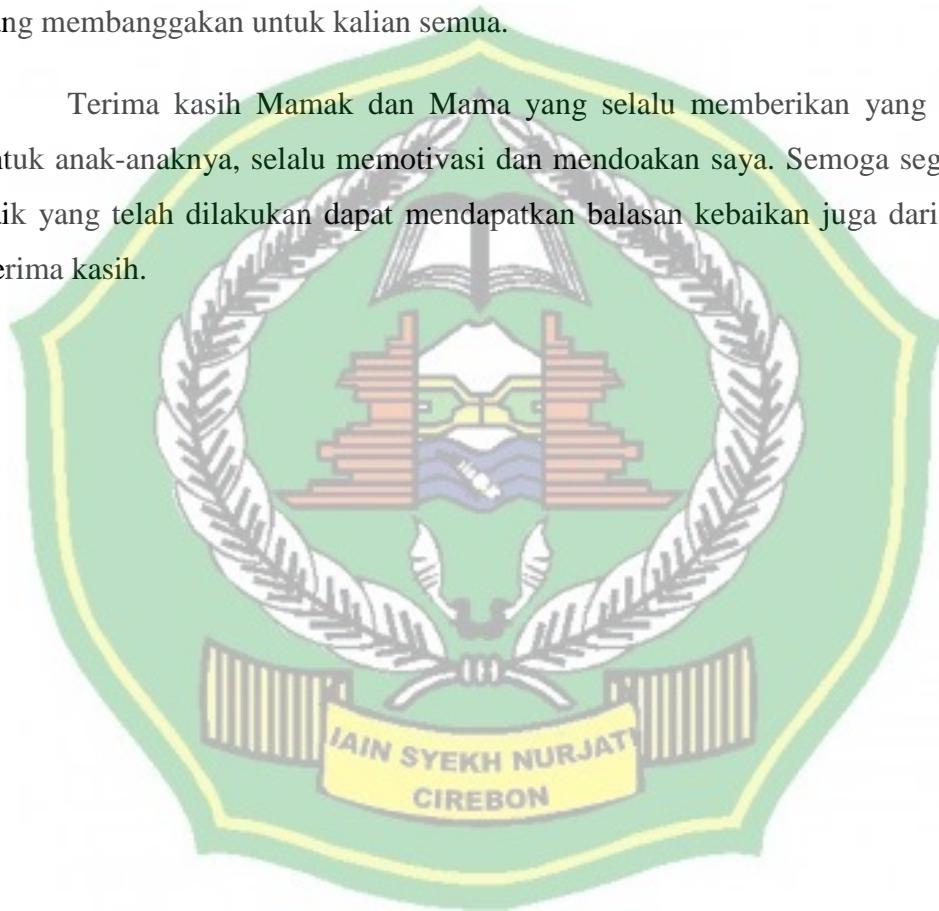 ng membanggakan untuk kalian semua.
Terima kasih Mamak dan Mama yang selalu memberikan yang
tuk anak-anaknya, selalu memotivasi dan mendoakan saya. Semoga seg
ik yang telah dilakukan dapat mendapatkan balasan kebaikan juga dari
erima kasih.
IAIN SYEKH NURJATI
CIREBON